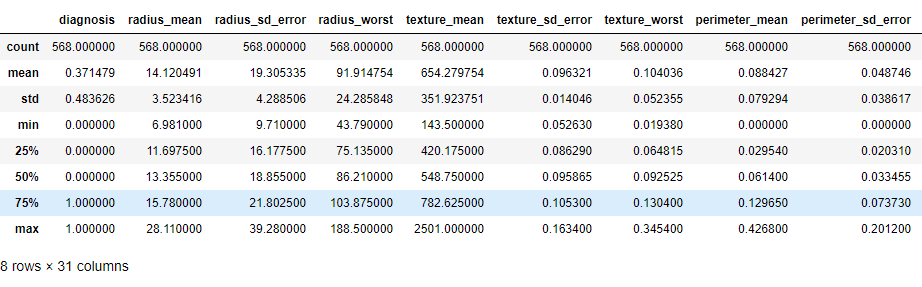 diagnosis radius_mean radius_sd_error radius_worst texture_mean texture_sd_error texture_worst perimeter_mean perimeter_sd_error
count 568.000000 568.000000 568.000000 568.000000 568.000000 568.000000 568.000000 568.000000 568.000000
mean 0.371479 14.120491 19.305335 91.914754 654.279754 0.096321 0.104036 0.088427 0.048746
std 0.483626 3.523416 4.288506 24.285848 351.923751 0.014046 0.052355 0.079294 0.038617
min 0.000000 6.981000 9.710000 43.790000 143.500000 0.052630 0.019380 0.000000 0.000000
25% 0.000000 11.697500 16.177500 75.135000 420.175000 0.086290 0.064815 0.029540 0.020310
50% 0.000000 13.355000 18.855000 86.210000 548.750000 0.095865 0.092525 0.061400 0.033455
75% 1.000000 15.780000 21.802500 103.875000 782.625000 0.105300 0.130400 0.129650 0.073730
max 1.000000 28.110000 39.280000 188.500000 2501.000000 0.163400 0.345400 0.426800 0.201200
8 rows × 31 columns